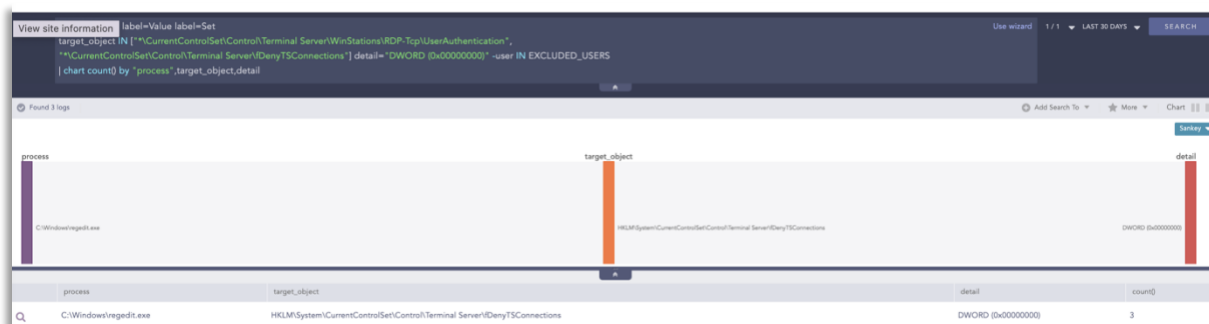 View site information label=Value label=Set
Use wizard 1 / 1 LAST 30 DAYS SEARCH
target_object IN ["*\CurrentControlSet\Control\Terminal Server\WinStations\RDP-Tcp\UserAuthentication",
"*\CurrentControlSet\Control\Terminal Server\fDenyTSConnections"] detail="DWORD (0x00000000)" -user IN EXCLUDED_USERS
| chart count() by "process",target_object,detail
Found 3 logs
Add Search To More Chart
Sankey
process target_object detail
C:\Windows\regedit.exe HKLM\System\CurrentControlSet\Control\Terminal Server\fDenyTSConnections DWORD (0x00000000)
process target_object detail count()
C:\Windows\regedit.exe HKLM\System\CurrentControlSet\Control\Terminal Server\fDenyTSConnections DWORD (0x00000000) 3